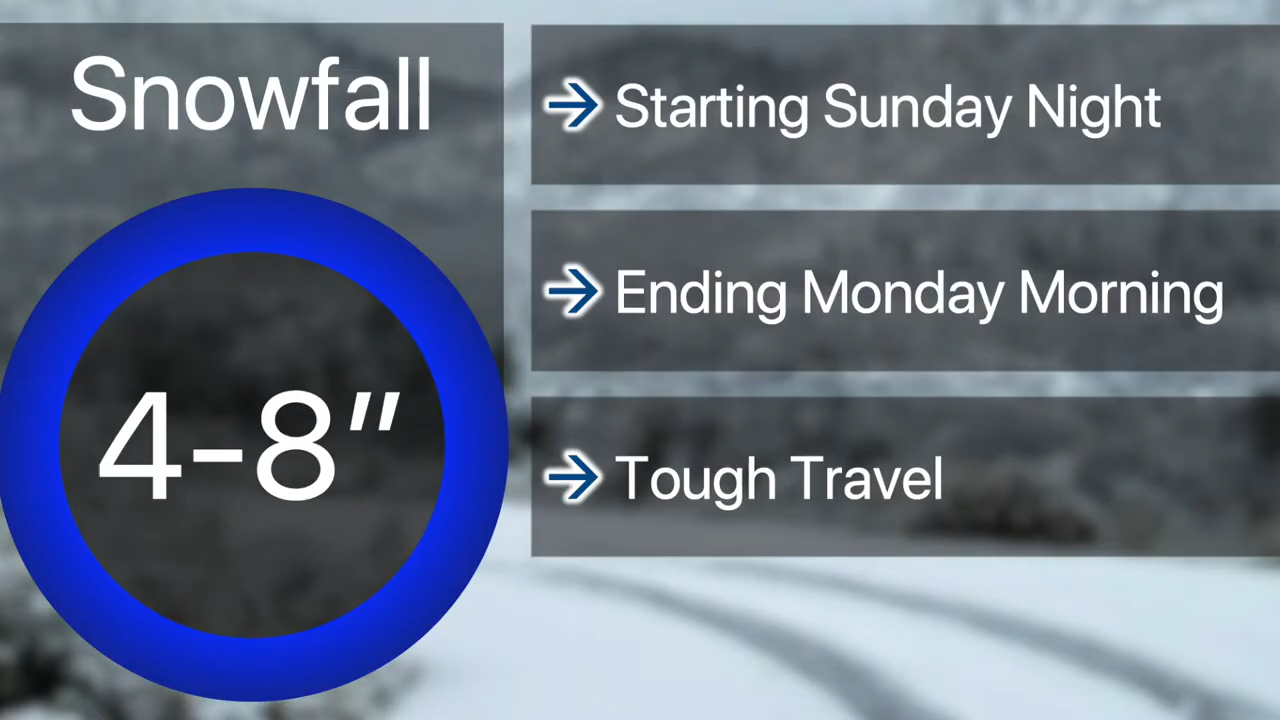 Snowfall
4-8"
Starting Sunday Night
Ending Monday Morning
Tough Travel